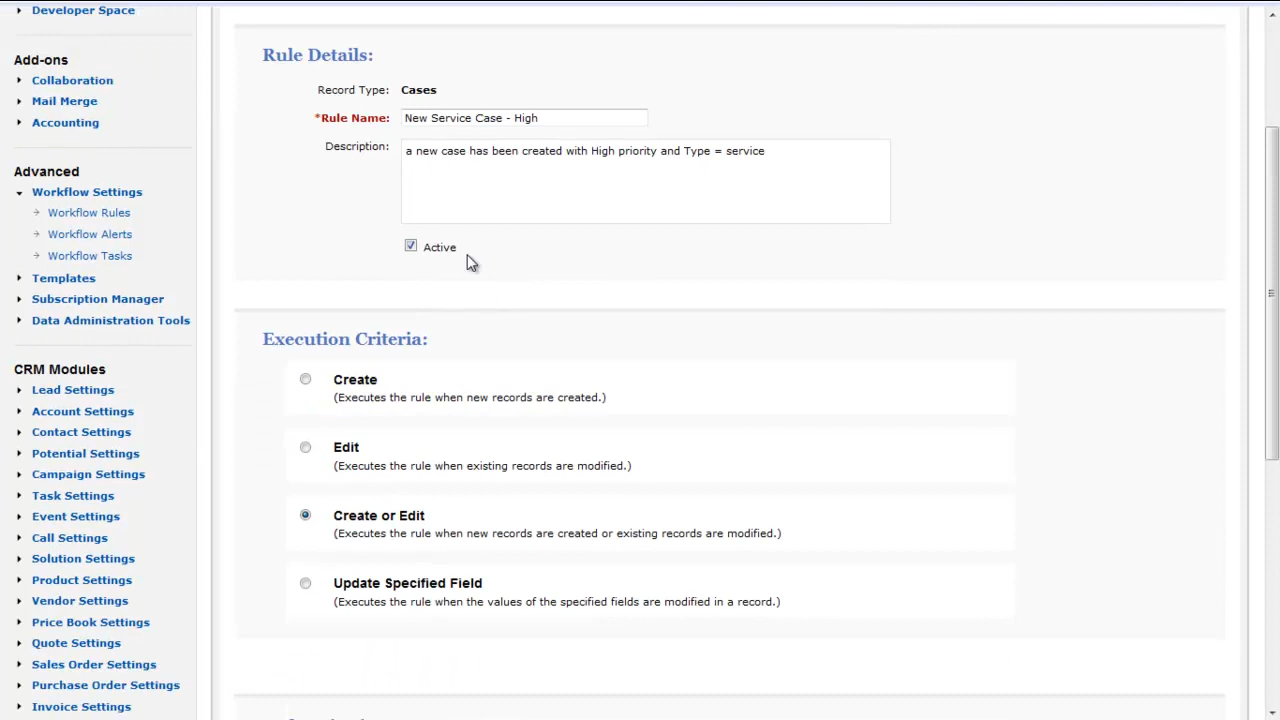 Developer Space
Add-ons
Collaboration
Mail Merge
Accounting
Advanced
Workflow Settings
Workflow Rules
Workflow Alerts
Workflow Tasks
Templates
Subscription Manager
Data Administration Tools
CRM Modules
Lead Settings
Account Settings
Contact Settings
Potential Settings
Campaign Settings
Task Settings
Event Settings
Call Settings
Solution Settings
Product Settings
Vendor Settings
Price Book Settings
Quote Settings
Sales Order Settings
Purchase Order Settings
Invoice Settings
Rule Details:
Record Type: Cases
*Rule Name: New Service Case - High
Description: a new case has been created with High priority and Type = service
Active
Execution Criteria:
Create
(Executes the rule when new records are created.)
Edit
(Executes the rule when existing records are modified.)
Create or Edit
(Executes the rule when new records are created or existing records are modified.)
Update Specified Field
(Executes the rule when the values of the specified fields are modified in a record.)